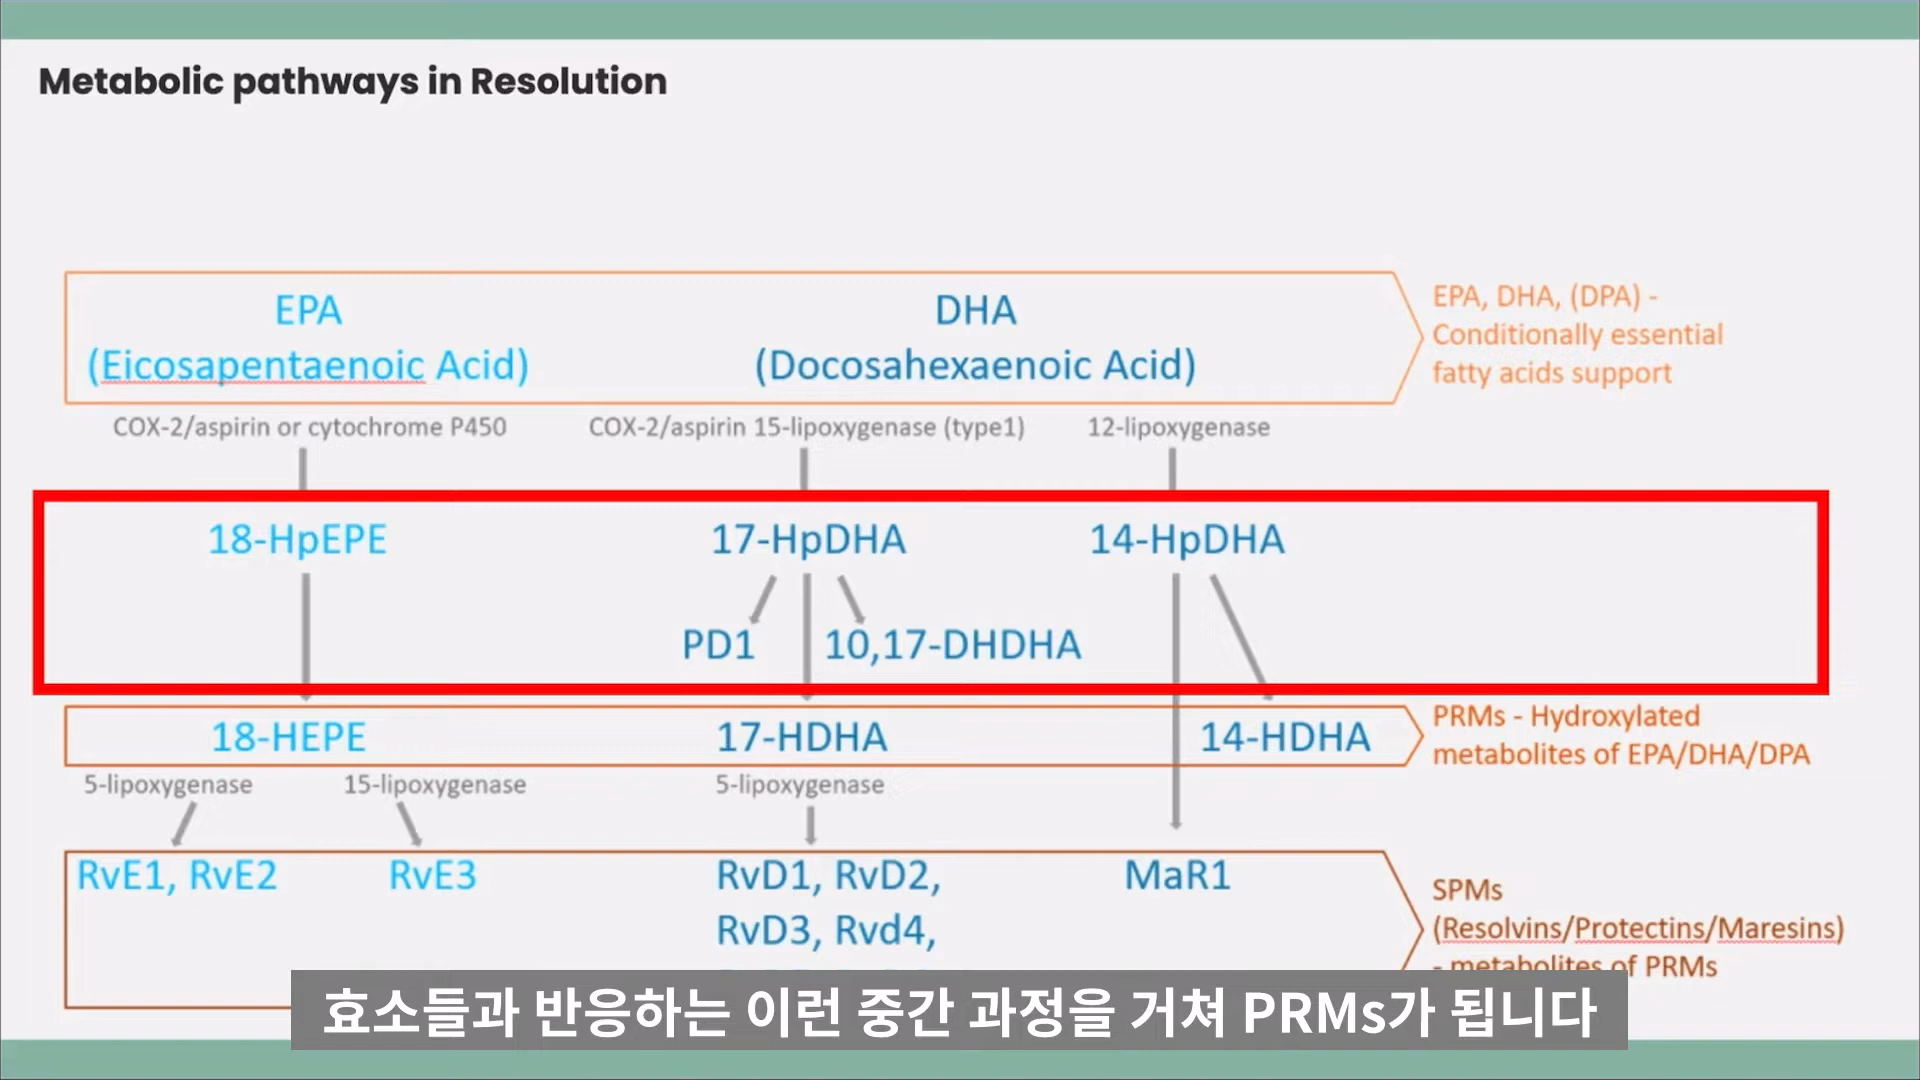 Metabolic pathways in Resolution
EPA
(Eicosapentaenoic Acid)
DHA
(Docosahexaenoic Acid)
EPA, DHA, (DPA) -
Conditionally essential
fatty acids support
COX-2/aspirin or cytochrome P450
COX-2/aspirin 15-lipoxygenase (type1)
12-lipoxygenase
18-HpEPE
17-HpDHA
14-HpDHA
PD1
10,17-DHDHA
18-HEPE
17-HDHA
14-HDHA
PRMs - Hydroxylated
metabolites of EPA/DHA/DPA
5-lipoxygenase
15-lipoxygenase
5-lipoxygenase
RvE1, RvE2
RvE3
RvD1, RvD2,
RvD3, Rvd4,
MaR1
SPMs
(Resolvins/Protectins/Maresins)
- metabolites of PRMs
효소들과 반응하는 이런 중간 과정을 거쳐 PRMs가 됩니다